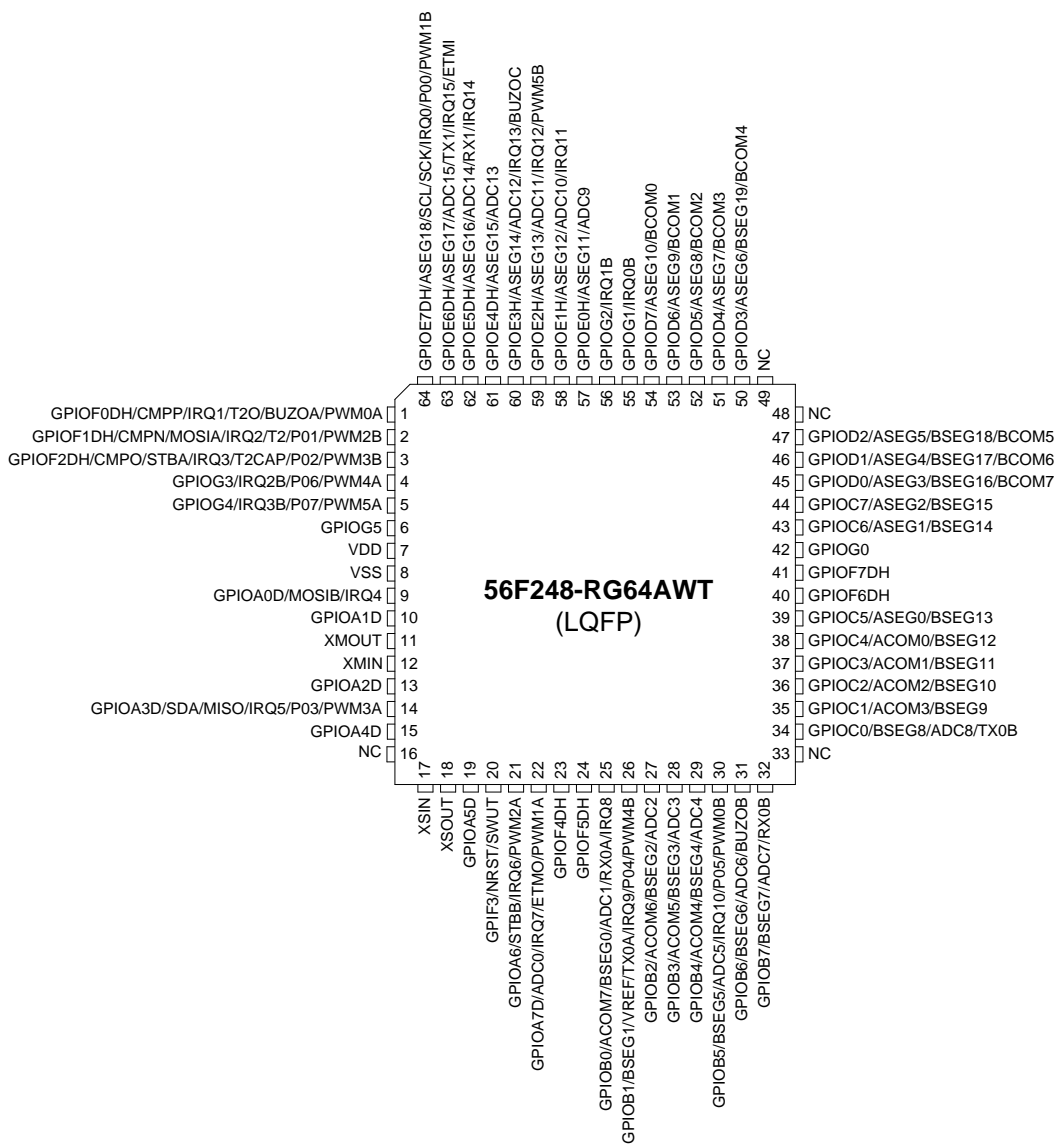 GPIOE7DH/ASEG18/SCL/SCK/IRQ0/P00/PWM1B
GPIOE6DH/ASEG17/ADC15/TX1/IRQ15/ETMI
GPIOE5DH/ASEG16/ADC14/RX1/IRQ14
GPIOE4DH/ASEG15/ADC13
GPIOE3H/ASEG14/ADC12/IRQ13/BUZOC
GPIOE2H/ASEG13/ADC11/IRQ12/PWM5B
GPIOE1H/ASEG12/ADC10/IRQ11
GPIOE0H/ASEG11/ADC9
GPIOG2/IRQ1B
GPIOG1/IRQ0B
GPIOD7/ASEG10/BCOM0
GPIOD6/ASEG9/BCOM1
GPIOD5/ASEG8/BCOM2
GPIOD4/ASEG7/BCOM3
GPIOD3/ASEG6/BSEG19/BCOM4
NC
64 63 62 61 60 59 58 57 56 55 54 53 52 51 50 49
GPIOF0DH/CMPP/IRQ1/T2O/BUZOA/PWM0A 1
GPIOF1DH/CMPN/MOSIA/IRQ2/T2/P01/PWM2B 2
GPIOF2DH/CMPO/STBA/IRQ3/T2CAP/P02/PWM3B 3
GPIOG3/IRQ2B/P06/PWM4A 4
GPIOG4/IRQ3B/P07/PWM5A 5
GPIOG5 6
VDD 7
VSS 8
GPIOA0D/MOSIB/IRQ4 9
GPIOA1D 10
XMOUT 11
XMIN 12
GPIOA2D 13
GPIOA3D/SDA/MISO/IRQ5/P03/PWM3A 14
GPIOA4D 15
NC 16
56F248-RG64AWT
(LQFP)
48 NC
47 GPIOD2/ASEG5/BSEG18/BCOM5
46 GPIOD1/ASEG4/BSEG17/BCOM6
45 GPIOD0/ASEG3/BSEG16/BCOM7
44 GPIOC7/ASEG2/BSEG15
43 GPIOC6/ASEG1/BSEG14
42 GPIOG0
41 GPIOF7DH
40 GPIOF6DH
39 GPIOC5/ASEG0/BSEG13
38 GPIOC4/ACOM0/BSEG12
37 GPIOC3/ACOM1/BSEG11
36 GPIOC2/ACOM2/BSEG10
35 GPIOC1/ACOM3/BSEG9
34 GPIOC0/BSEG8/ADC8/TX0B
33 NC
17 18 19 20 21 22 23 24 25 26 27 28 29 30 31 32
XSIN
XSOUT
GPIOA5D
GPIF3/NRST/SWUT
GPIOA6/STBB/IRQ6/PWM2A
GPIOA7D/ADC0/IRQ7/ETMO/PWM1A
GPIOF4DH
GPIOF5DH
GPIOB0/ACOM7/BSEG0/ADC1/RX0A/IRQ8
GPIOB1/BSEG1/VREF/TX0A/IRQ9/P04/PWM4B
GPIOB2/ACOM6/BSEG2/ADC2
GPIOB3/ACOM5/BSEG3/ADC3
GPIOB4/ACOM4/BSEG4/ADC4
GPIOB5/BSEG5/ADC5/IRQ10/P05/PWM0B
GPIOB6/BSEG6/ADC6/BUZOB
GPIOB7/BSEG7/ADC7/RX0B